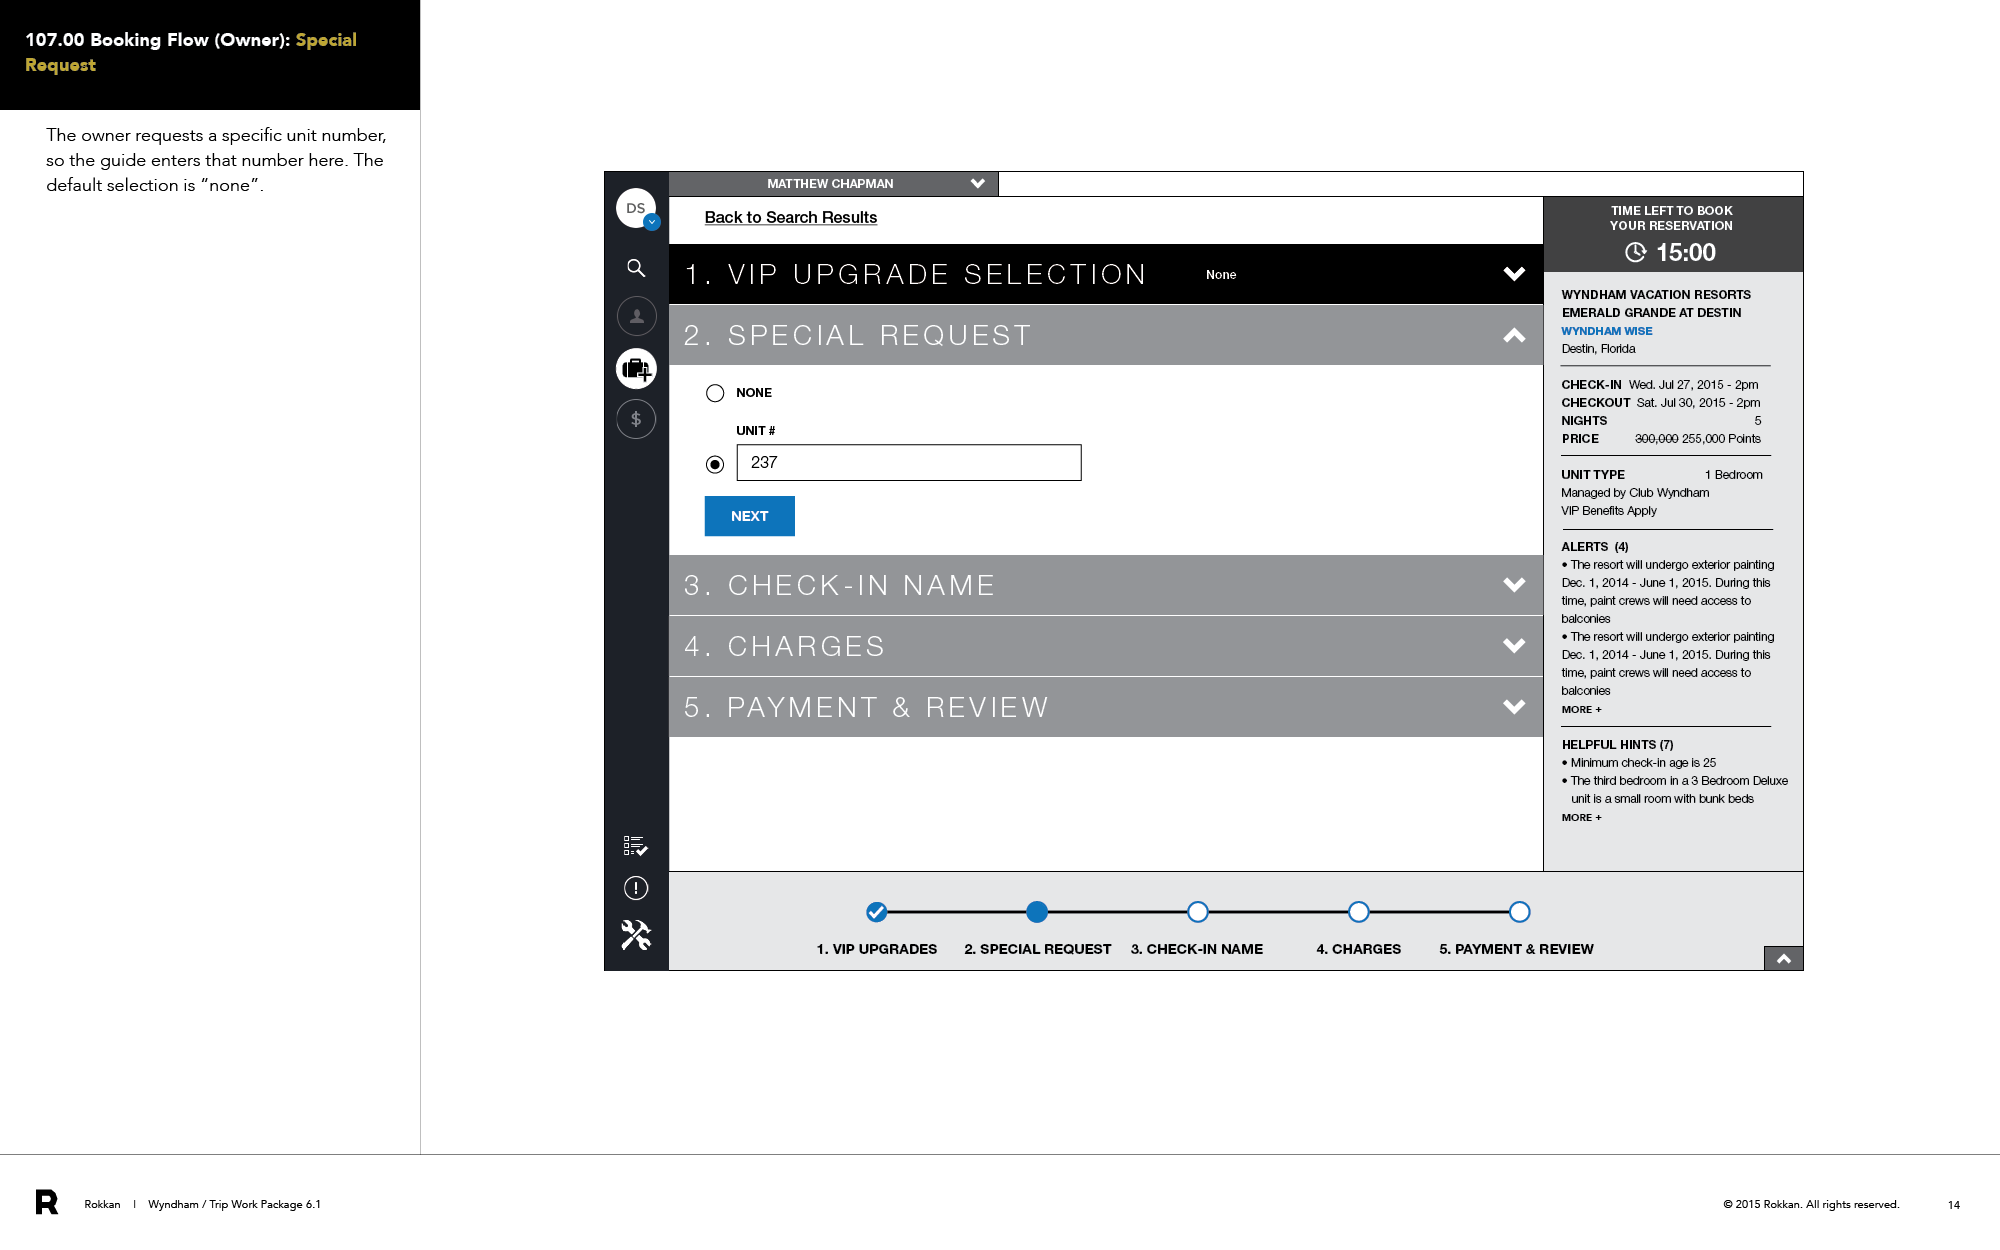 107.00 Booking Flow (Owner): Special
Request
The owner requests a specific unit number,
so the guide enters that number here. The
default selection is “none”.
MATTHEW CHAPMAN
DS
Back to Search Results
1. VIP UPGRADE SELECTION None
2. SPECIAL REQUEST
NONE
UNIT #
237
NEXT
3. CHECK-IN NAME
4. CHARGES
5. PAYMENT & REVIEW
TIME LEFT TO BOOK
YOUR RESERVATION
15:00
WYNDHAM VACATION RESORTS
EMERALD GRANDE AT DESTIN
WYNDHAM WISE
Destin, Florida
CHECK-IN Wed. Jul 27, 2015 - 2pm
CHECKOUT Sat. Jul 30, 2015 - 2pm
NIGHTS 5
PRICE 300,000 255,000 Points
UNIT TYPE 1 Bedroom
Managed by Club Wyndham
VIP Benefits Apply
ALERTS (4)
• The resort will undergo exterior painting
Dec. 1, 2014 - June 1, 2015. During this
time, paint crews will need access to
balconies
• The resort will undergo exterior painting
Dec. 1, 2014 - June 1, 2015. During this
time, paint crews will need access to
balconies
MORE +
HELPFUL HINTS (7)
• Minimum check-in age is 25
• The third bedroom in a 3 Bedroom Deluxe
unit is a small room with bunk beds
MORE +
1. VIP UPGRADES 2. SPECIAL REQUEST 3. CHECK-IN NAME 4. CHARGES 5. PAYMENT & REVIEW
R Rokkan | Wyndham / Trip Work Package 6.1
© 2015 Rokkan. All rights reserved. 14